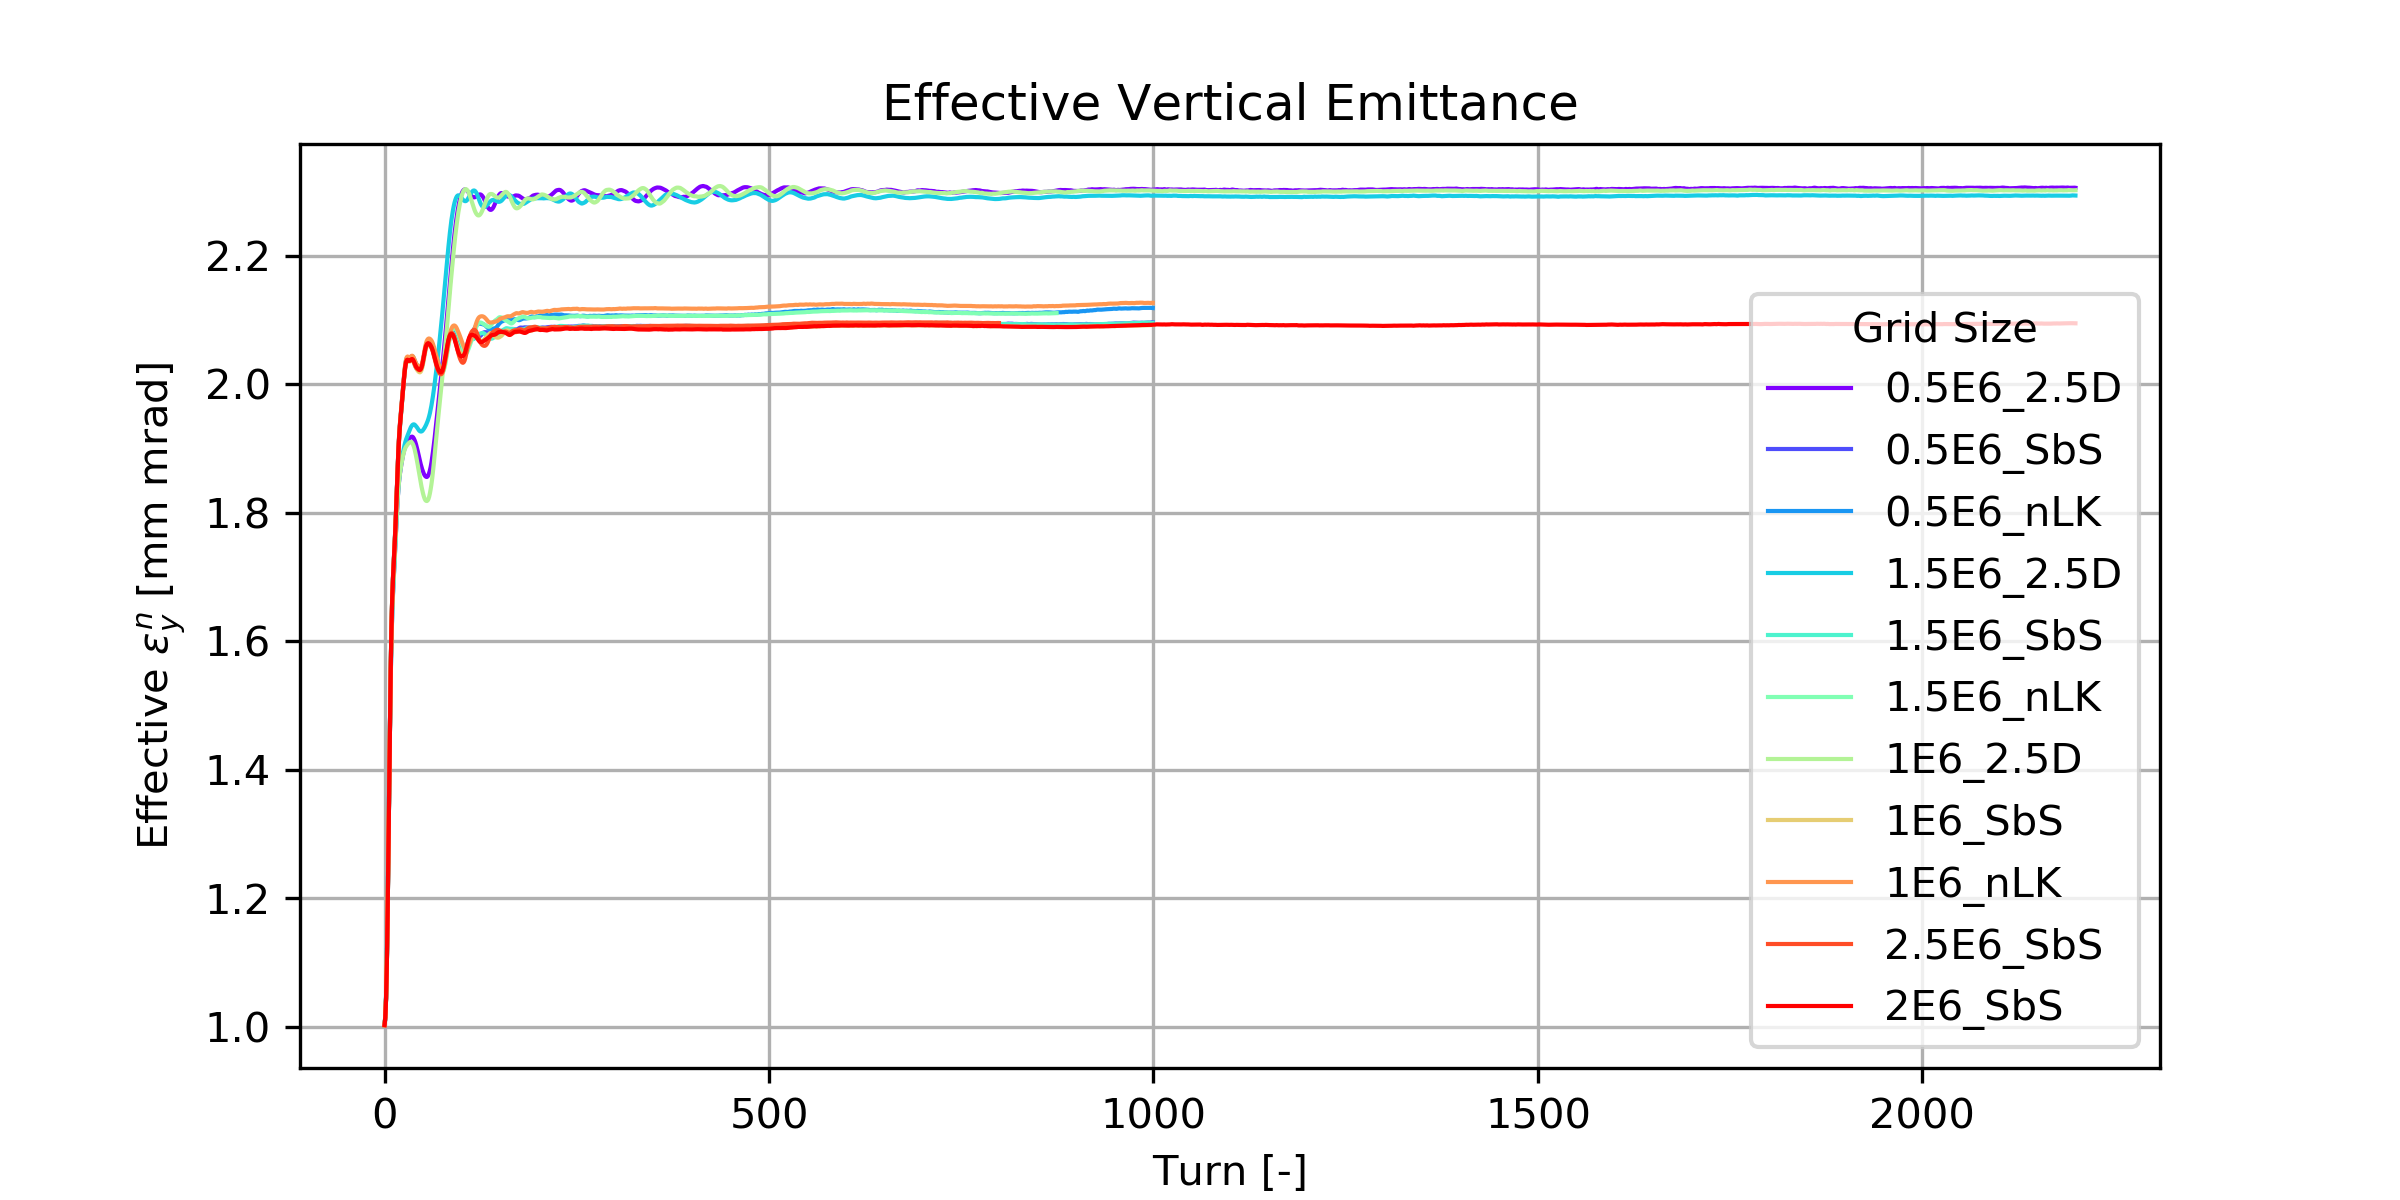 Effective Vertical Emittance
Effective ε_y^n [mm mrad]
2.2
2.0
1.8
1.6
1.4
1.2
1.0
0
500
1000
1500
2000
Turn [-]
Grid Size
0.5E6_2.5D
0.5E6_SbS
0.5E6_nLK
1.5E6_2.5D
1.5E6_SbS
1.5E6_nLK
1E6_2.5D
1E6_SbS
1E6_nLK
2.5E6_SbS
2E6_SbS